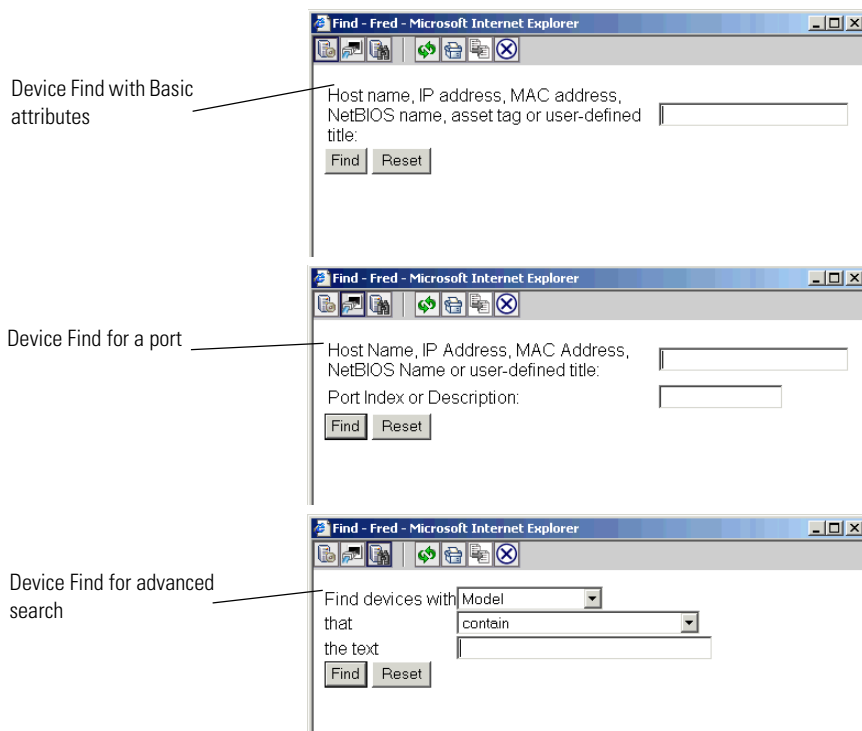 Find - Fred - Microsoft Internet Explorer
Device Find with Basic
attributes
Host name, IP address, MAC address,
NetBIOS name, asset tag or user-defined
title:
Find Reset
Find - Fred - Microsoft Internet Explorer
Device Find for a port
Host Name, IP Address, MAC Address,
NetBIOS Name or user-defined title:
Port Index or Description:
Find Reset
Find - Fred - Microsoft Internet Explorer
Device Find for advanced
search
Find devices with Model
that contain
the text
Find Reset